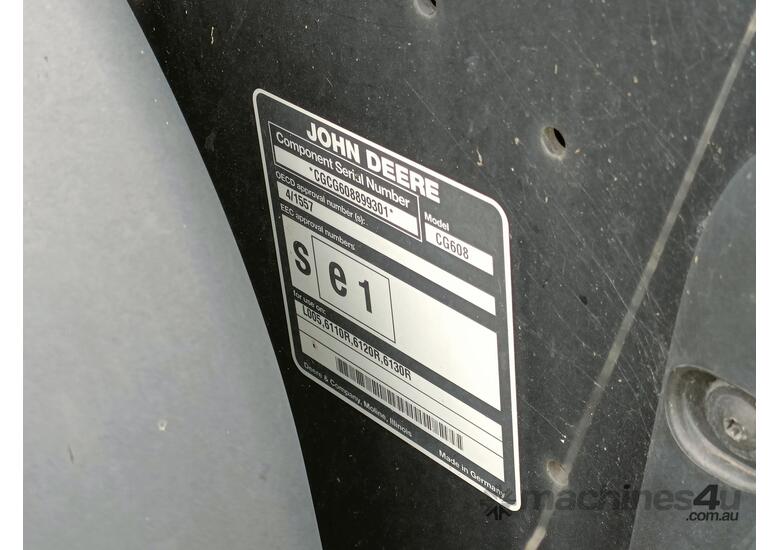 JOHN DEERE
Component Serial Number
Model
*CGCG608899301*
CG608
OECD approval number (s):
4/1557
EEC approval numbers:
s e1
for use on:
L005,6110R,6120R,6130R
Deere & Company, Moline, Illinois
Made in Germany
machines4u
.com.au